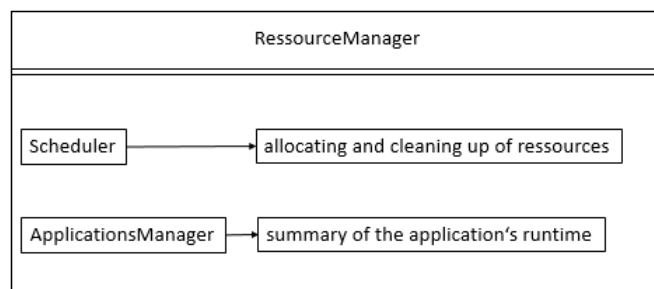 RessourceManager
Scheduler
allocating and cleaning up of ressources
ApplicationsManager
summary of the application‘s runtime